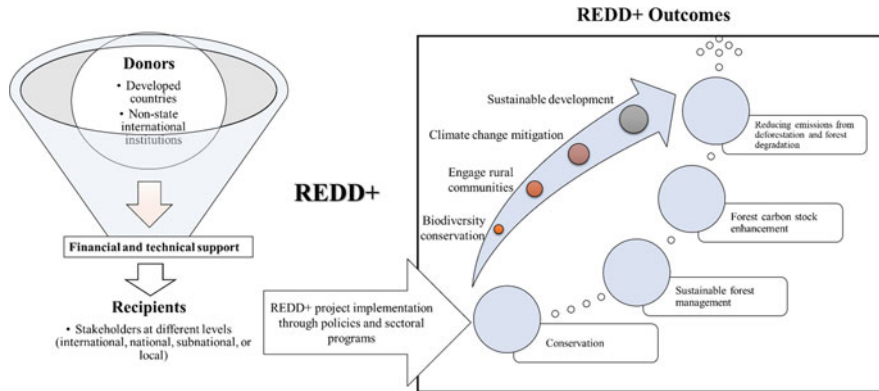 REDD+ Outcomes
Donors
• Developed
countries
• Non-state
international
institutions
Financial and technical support
Recipients
• Stakeholders at different levels
(international, national, subnational, or
local)
REDD+
REDD+ project implementation
through policies and sectoral
programs
Sustainable development
Climate change mitigation
Engage rural
communities
Biodiversity
conservation
Reducing emissions from
deforestation and forest
degradation
Forest carbon stock
enhancement
Sustainable forest
management
Conservation